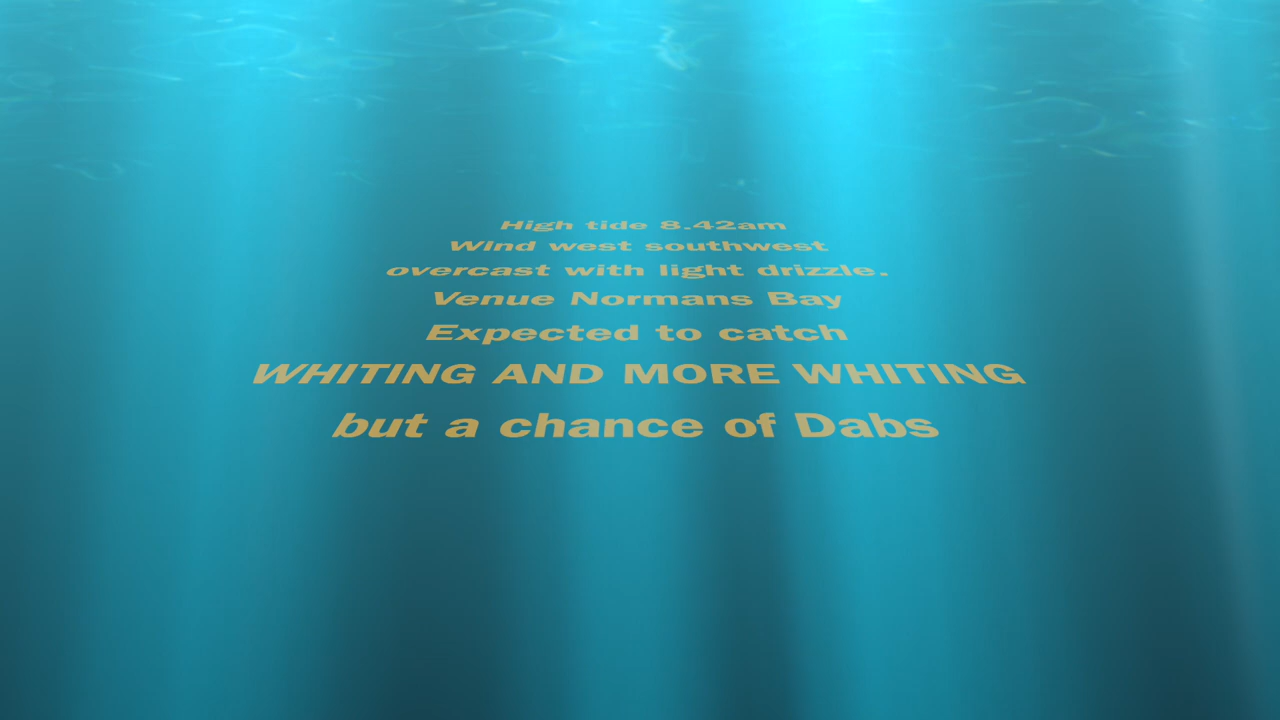 High tide 8.42am
Wind west southwest
overcast with light drizzle.
Venue Normans Bay
Expected to catch
WHITING AND MORE WHITING
but a chance of Dabs